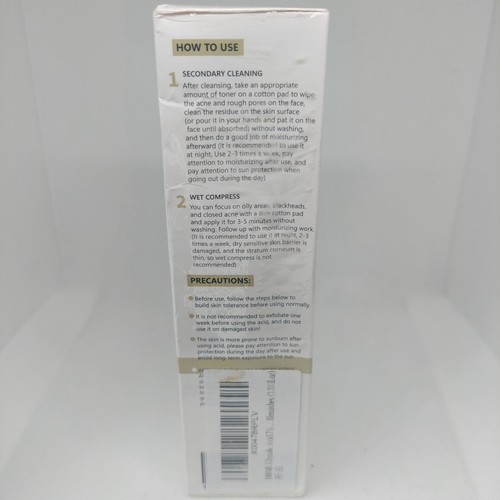 HOW TO USE
1 SECONDARY CLEANING
After cleansing, take an appropriate
amount of toner on a cotton pad to wipe
the acne and rough pores on the face,
clean the residue on the skin surface
(or pour it in your hands and pat it on the
face until absorbed) without washing,
and then do a good job of moisturizing
afterward (it is recommended to use it
at night, Use 2-3 times a week, pay
attention to moisturizing after use, and
pay attention to sun protection when
going out during the day)
2 WET COMPRESS
You can focus on oily areas, blackheads,
and closed acne with a thin cotton pad
and apply it for 3-5 minutes without
washing. Follow up with moisturizing work
(It is recommended to use it at night, 2-3
times a week, dry sensitive skin barrier is
damaged, and the stratum corneum is
thin, so wet compress is not
recommended)
PRECAUTIONS:
Before use, follow the steps below to
build skin tolerance before using normally
It is not recommended to exfoliate one
week before using the acid, and do not
use it on damaged skin!
The skin is more prone to sunburn after
using acid, please pay attention to sun
protection during the day after use and
avoid long-term exposure to the sun